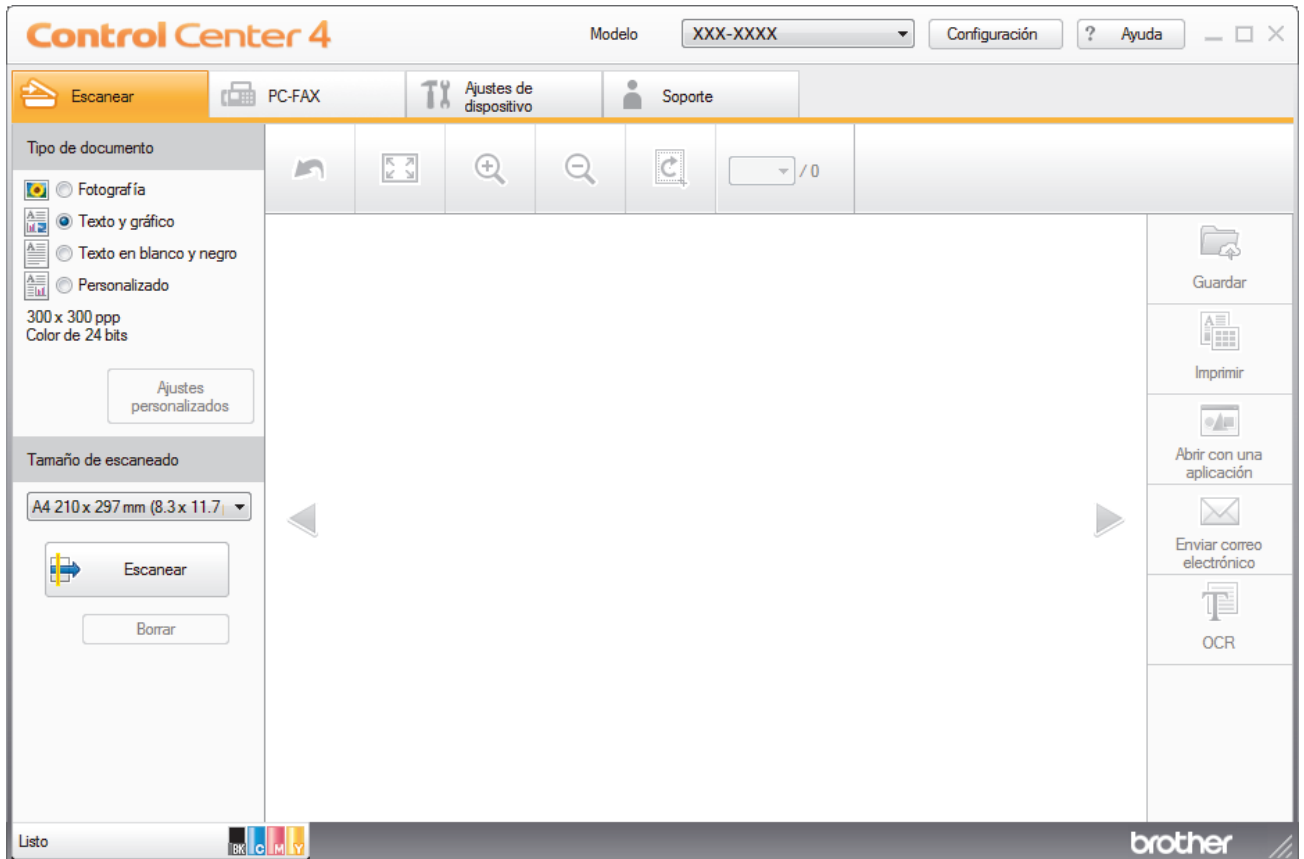 Control Center 4
Modelo
XXX-XXXX
Configuración
? Ayuda
Escanear
PC-FAX
Ajustes de
dispositivo
Soporte
Tipo de documento
Fotografía
Texto y gráfico
Texto en blanco y negro
Personalizado
300 x 300 ppp
Color de 24 bits
Ajustes
personalizados
Tamaño de escaneado
A4 210 x 297 mm (8.3 x 11.7
Escanear
Borrar
/ 0
Guardar
Imprimir
Abrir con una
aplicación
Enviar correo
electrónico
OCR
Listo
BK C M Y
brother